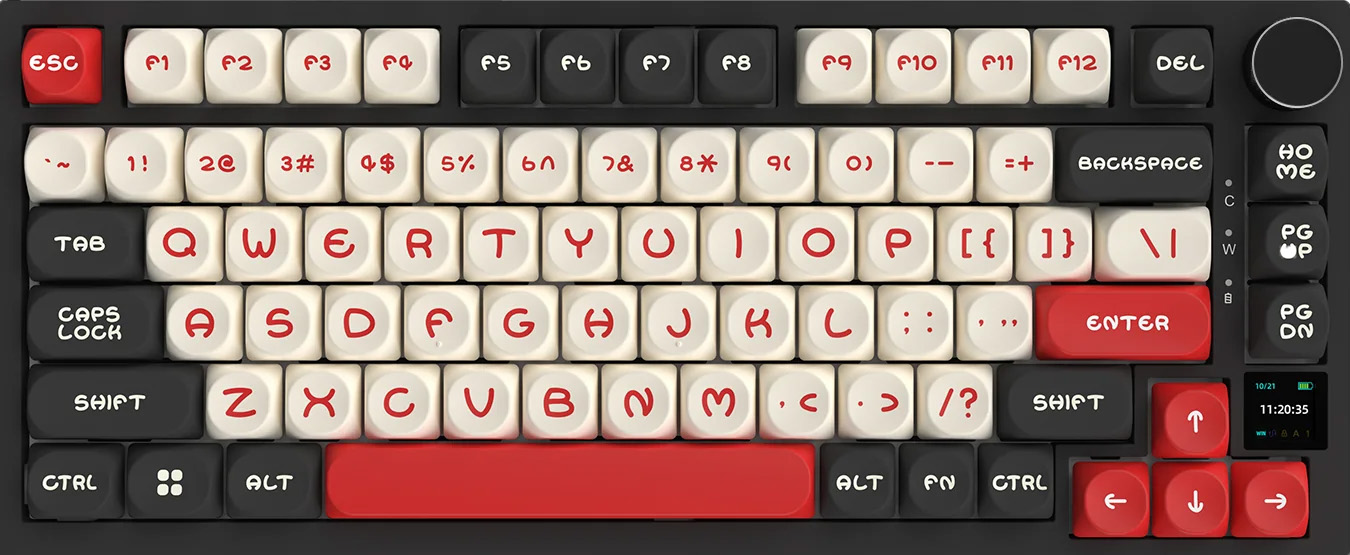 ESC F1 F2 F3 F4 F5 F6 F7 F8 F9 F10 F11 F12 DEL
`~ 1! 2@ 3# 4$ 5% 6^ 7& 8* 9( 0) -- =+ BACKSPACE HO
ME
TAB Q W E R T Y U I O P [{ ]} \| PG
UP
CAPS
LOCK A S D F G H J K L ;: ' '' ENTER PG
DN
SHIFT Z X C V B N M ,< .> /? SHIFT ↑
CTRL ALT ALT FN CTRL ← ↓ →
C
W
10/21
11:20:35
WIN A ↑